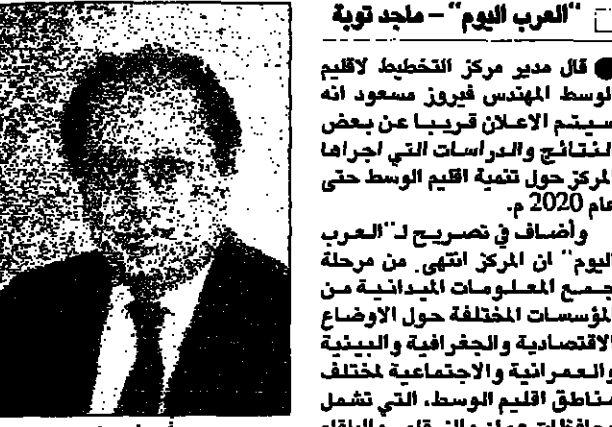 "العرب اليوم" – ماجد توبة
قال مدير مركز التخطيط لاقليم
الوسط المهندس فيروز مسعود انه
سيتم الاعلان قريبا عن بعض
النتائج والدراسات التي اجراها
المركز حول تنمية اقليم الوسط حتى
عام 2020 م.
وأضاف في تصريح لـ"العرب
اليوم" ان المركز انتهى من مرحلة
جمع المعلومات الميدانية من
المؤسسات المختلفة حول الاوضاع
الاقتصادية والجغرافية والبيئية
والعمرانية والاجتماعية لمختلف
مناطق اقليم الوسط، التي تشمل